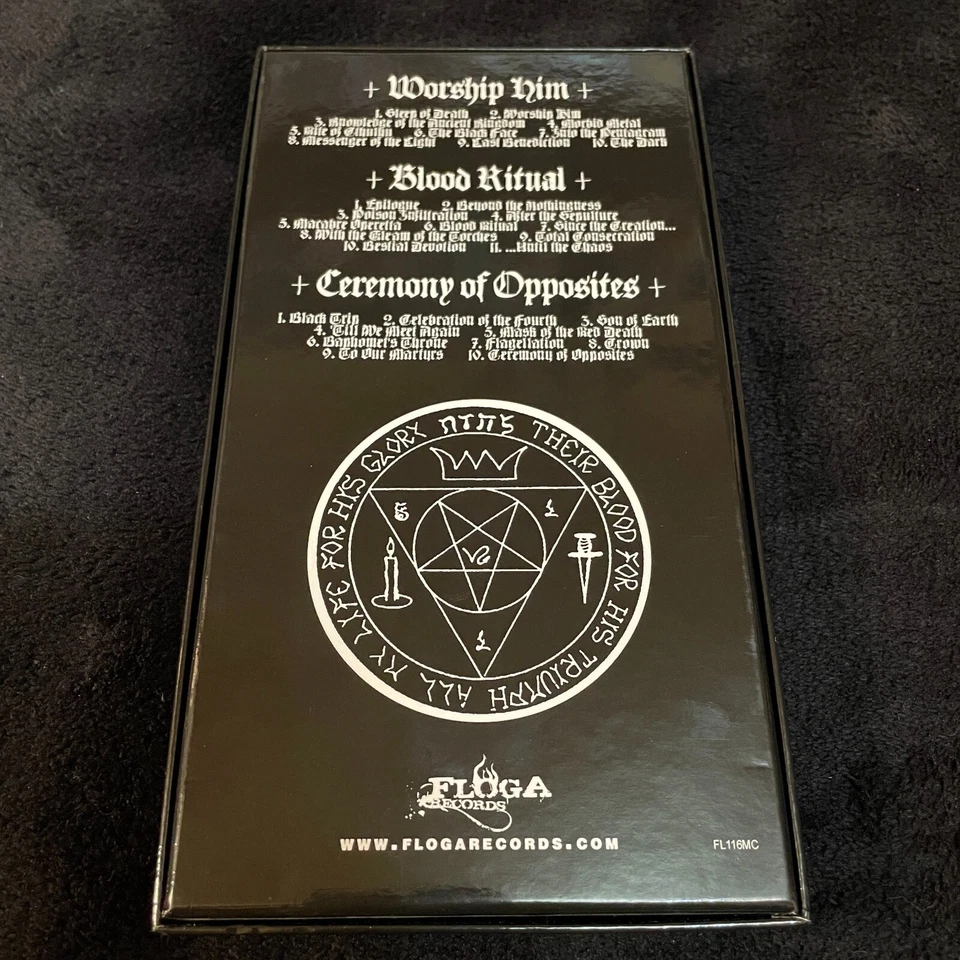 + Worship Him +
1. Sleep of Death 2. Worship Him
3. Knowledge of the Ancient Kingdom 4. Morbid Metal
5. Rite of Cthulhu 6. The Black Face 7. Into the Pentagram
8. Messenger of the Light 9. Last Benediction 10. The Dark
+ Blood Ritual +
1. Epilogue 2. Beyond the Nothingness
3. Poison Infiltration 4. After the Sepulture
5. Macabre Operetta 6. Blood Ritual 7. Since the Creation...
8. With the Gleam of the Torches 9. Total Consecration
10. Bestial Devotion 11. ...Until the Chaos
+ Ceremony of Opposites +
1. Black Trip 2. Celebration of the Fourth 3. Son of Earth
4. 'Till We Meet Again 5. Mask of the Red Death
6. Baphomet's Throne 7. Flagellation 8. Crown
9. To Our Martyrs 10. Ceremony of Opposites
THEIR BLOOD FOR HIS TRIUMPH ALL MY LIFE FOR HIS GLORY
FLOGA
RECORDS
WWW.FLOGARECORDS.COM
FL116MC